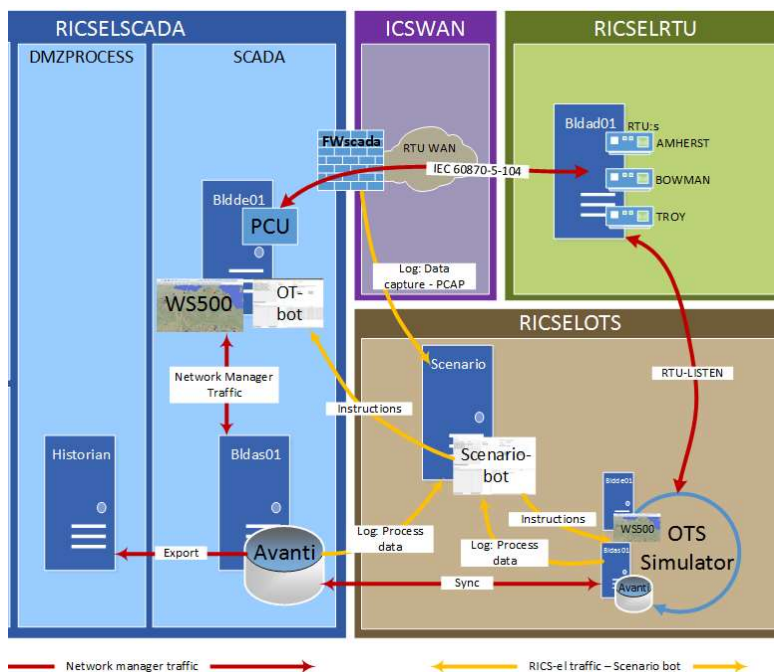 RICSELSCADA
DMZPROCESS
SCADA
Bldde01
PCU
WS500
OT-
bot
Network Manager
Traffic
Historian
Bldas01
Export
Avanti
FWscada
ICSWAN
RTU WAN
IEC 60870-5-104
Log: Data
capture - PCAP
RICSELRTU
Bldad01
RTU:s
AMHERST
BOWMAN
TROY
RICSELOTS
Scenario
RTU-LISTEN
Instructions
Scenario-
bot
Instructions
Log: Process
data
Log: Process
data
Bldde01
WS500
Bldas01
Avanti
OTS
Simulator
Sync
Network manager traffic
RICS-el traffic – Scenario bot